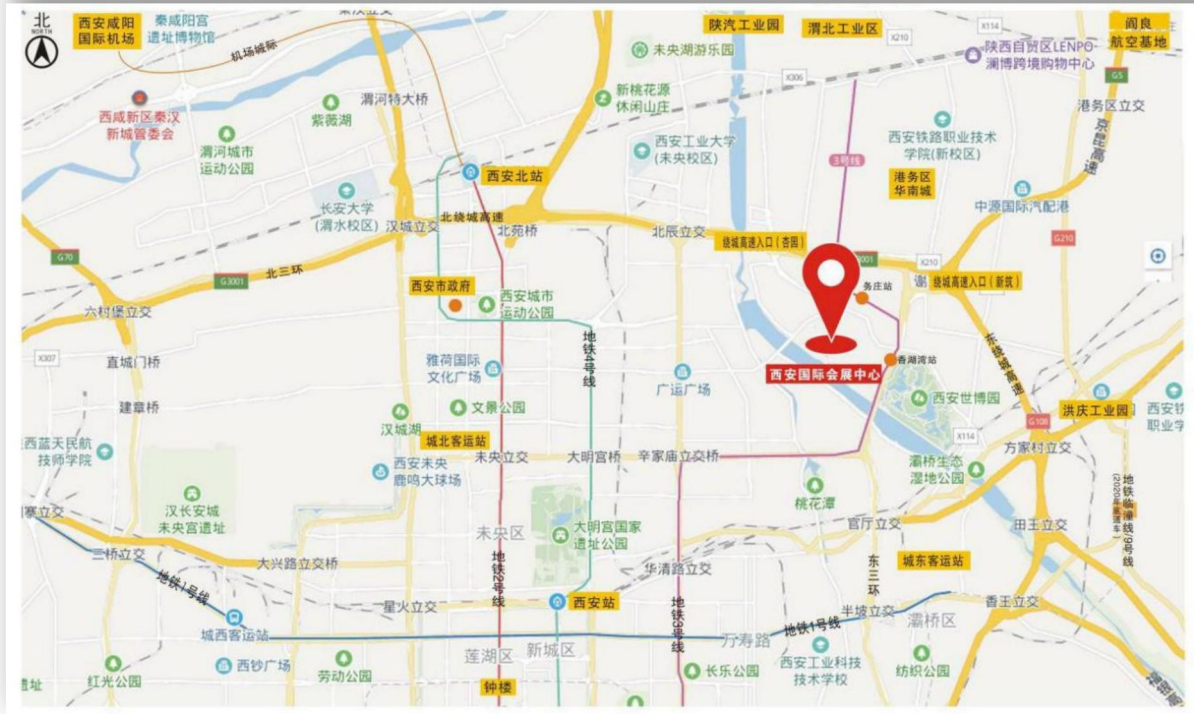 北
NORTH
西安咸阳
国际机场
秦咸阳宫
遗址博物馆
秦汉立交
机场城际
陕汽工业园
渭北工业区
X114
阎良
航空基地
X210
未央湖游乐园
陕西自贸区LENPO
澜博跨境购物中心
X306
G5
西咸新区秦汉
新城管委会
紫薇湖
渭河特大桥
新桃花源
休闲山庄
港务区立交
京昆高速
渭河城市
运动公园
西安工业大学
(未央校区)
3号线
西安铁路职业技术
学院(新校区)
西安北站
港务区
华南城
长安大学
(渭水校区)
中源国际汽配港
汉城立交
北绕城高速
北苑桥
北辰立交
绕城高速入口(杏园)
G210
G70
G3001
北三环
X210
绕城高速入口(新筑)
西安市政府
务庄站
西安城市
运动公园
六村堡立交
东绕城高速
X307
直城门桥
地铁4号线
雅荷国际
文化广场
广运广场
西安国际会展中心
香湖湾站
西安世博园
建章桥
汉城湖
文景公园
洪庆工业园
G108
X114
城北客运站
西蓝天民航
技师学院
西安未央
鹿鸣大球场
未央立交
大明宫桥
辛家庙立交桥
方家村立交
灞桥生态
湿地公园
汉长安城
未央宫遗址
桃花潭
地铁临潼线/9号线
未央区
大明宫国家
遗址公园
官厅立交
田王立交
三桥立交
大兴路立交桥
地铁2号线
华清路立交
东三环
城东客运站
地铁1号线
星火立交
西安站
地铁3号线
半坡立交
香王立交
城西客运站
万寿路
地铁1号线
灞桥区
西钞广场
莲湖区
新城区
西安工业科技
技术学校
红光公园
劳动公园
钟楼
长乐公园
纺织公园